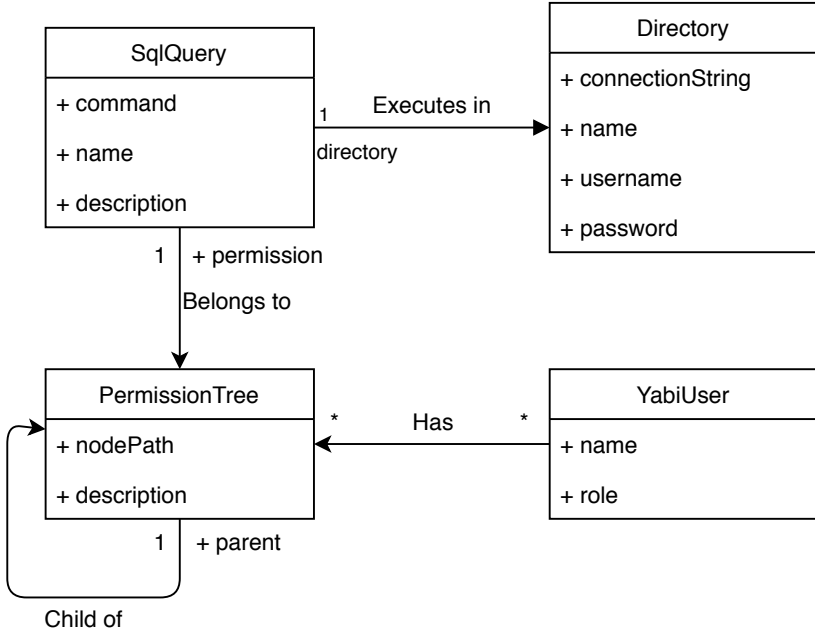 SqlQuery
+ command
+ name
+ description
1
directory
Executes in
Directory
+ connectionString
+ name
+ username
+ password
1
+ permission
Belongs to
PermissionTree
+ nodePath
+ description
*
Has
*
YabiUser
+ name
+ role
1
+ parent
Child of